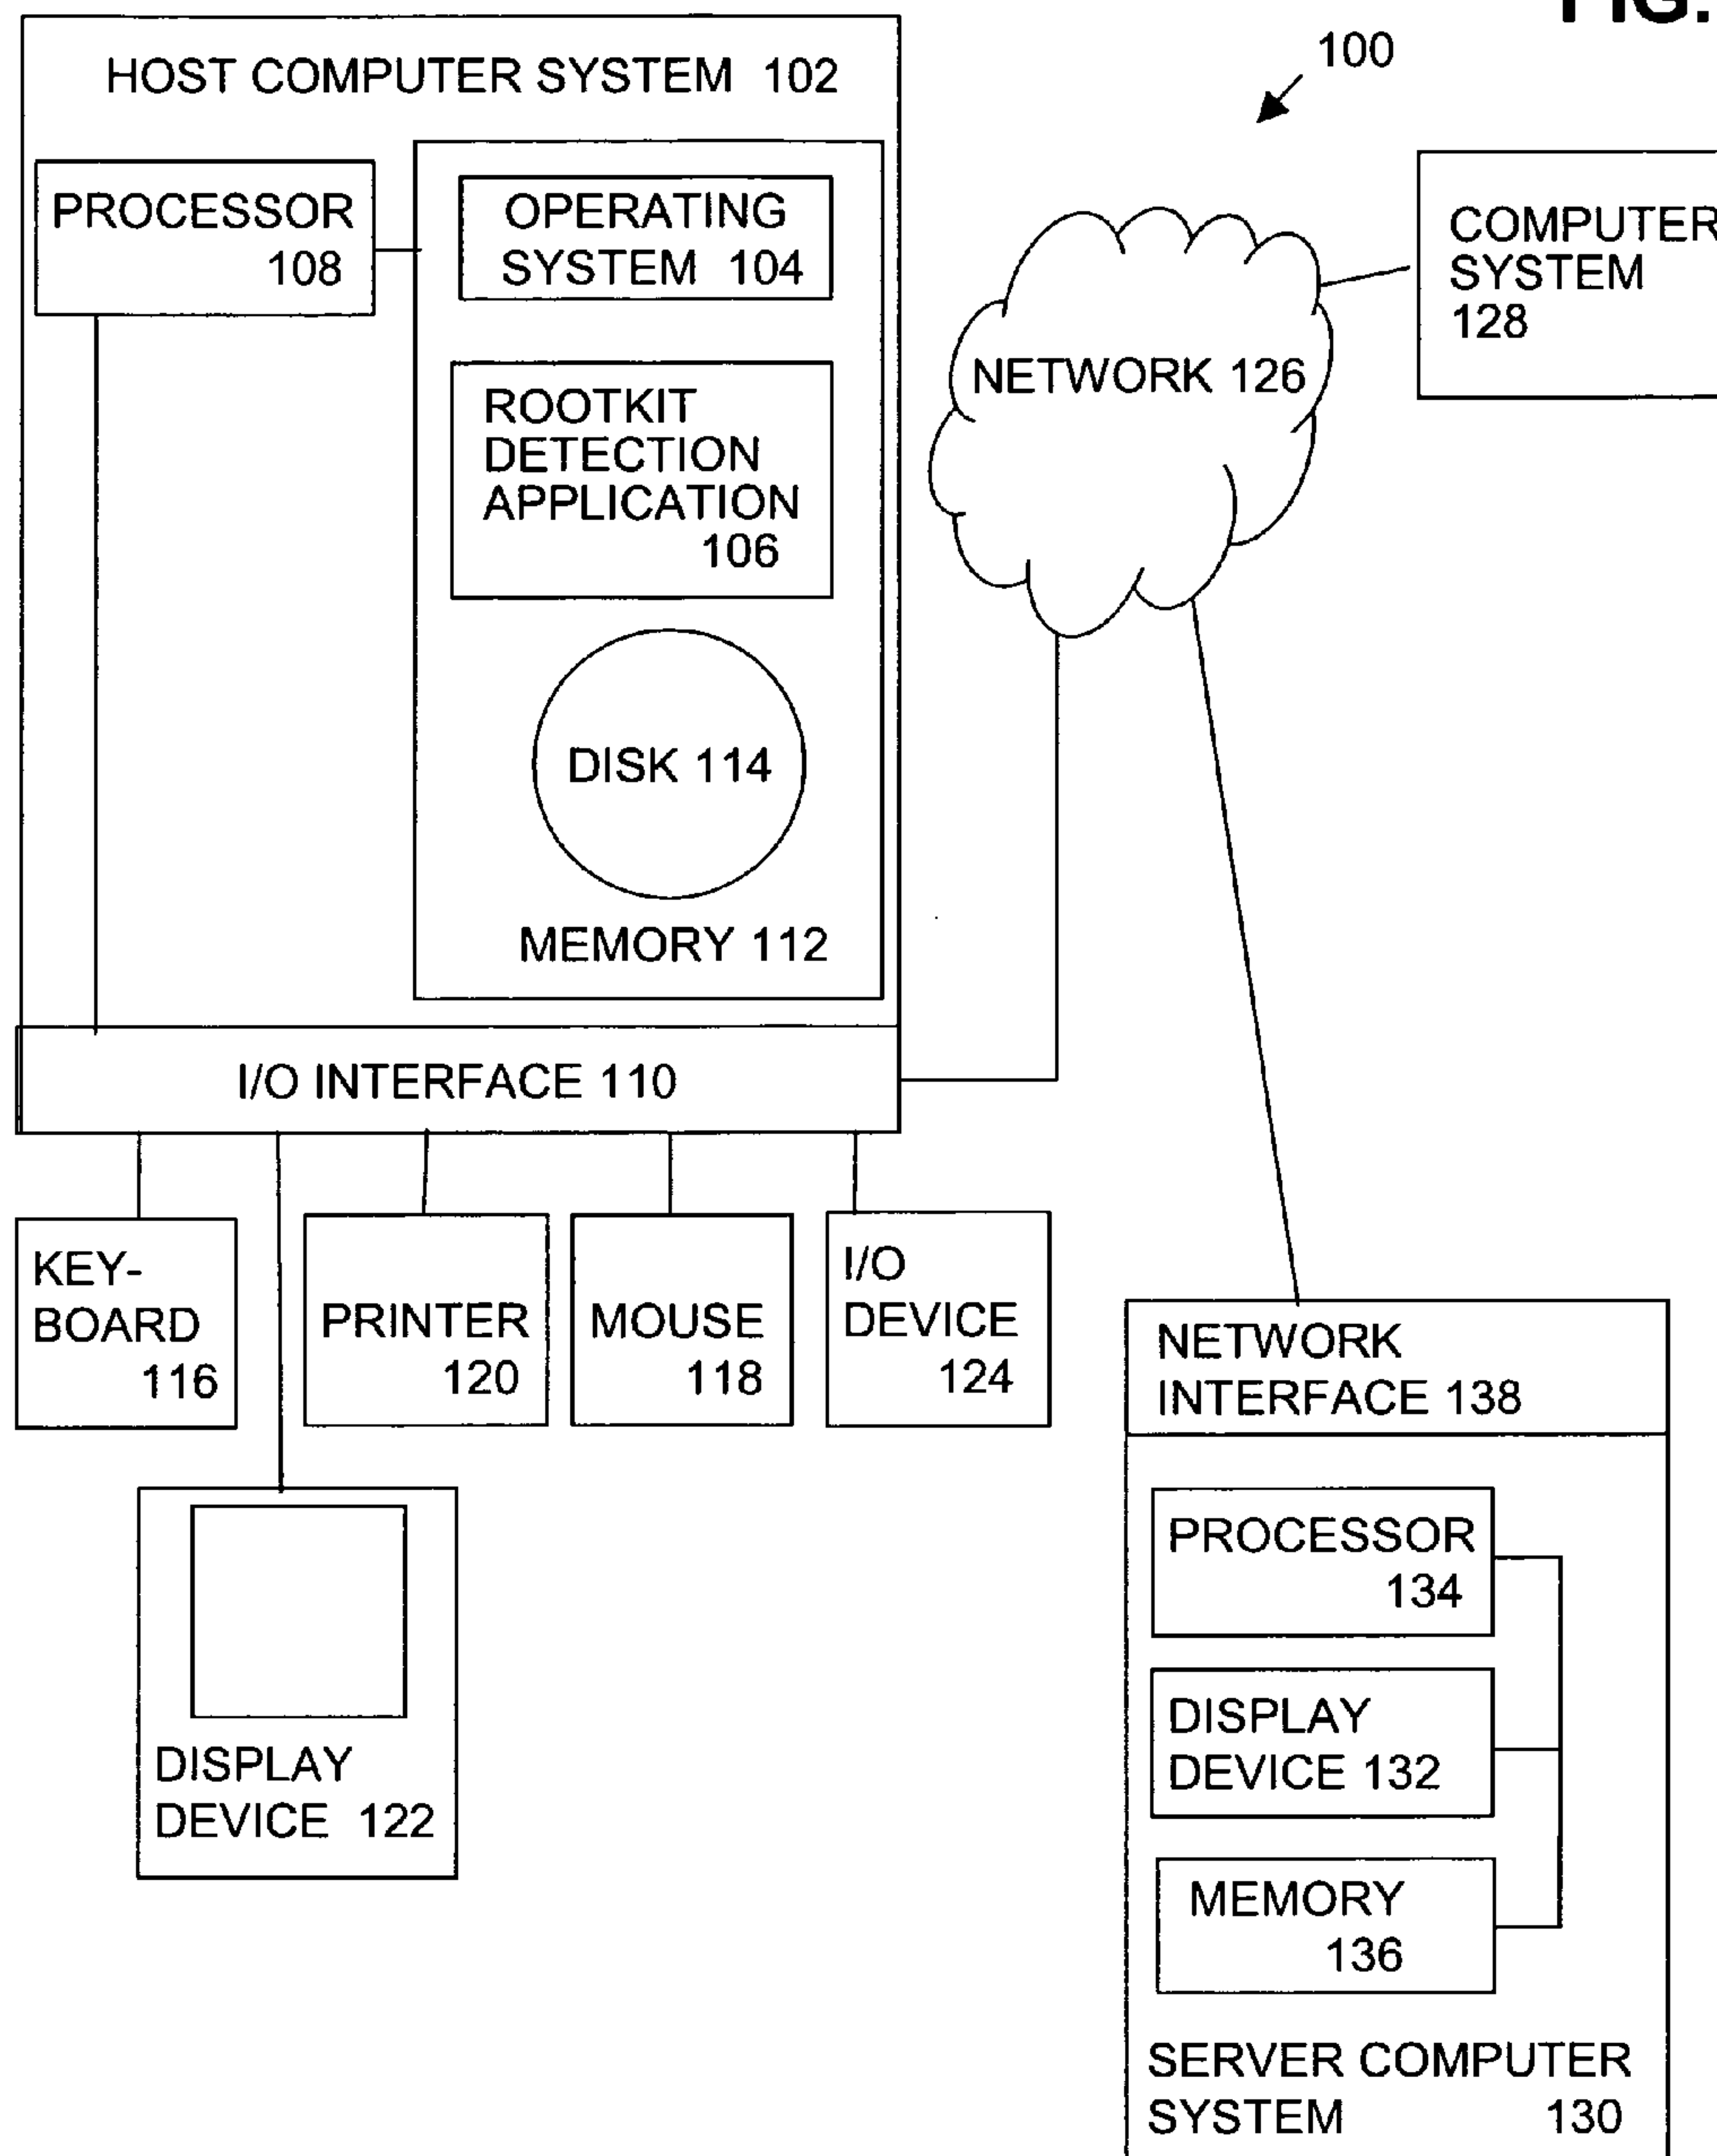 FIG.
100
HOST COMPUTER SYSTEM 102
PROCESSOR
108
OPERATING
SYSTEM 104
ROOTKIT
DETECTION
APPLICATION
106
DISK 114
MEMORY 112
I/O INTERFACE 110
NETWORK 126
COMPUTER
SYSTEM
128
KEY-
BOARD
116
PRINTER
120
MOUSE
118
I/O
DEVICE
124
DISPLAY
DEVICE 122
NETWORK
INTERFACE 138
PROCESSOR
134
DISPLAY
DEVICE 132
MEMORY
136
SERVER COMPUTER
SYSTEM 130